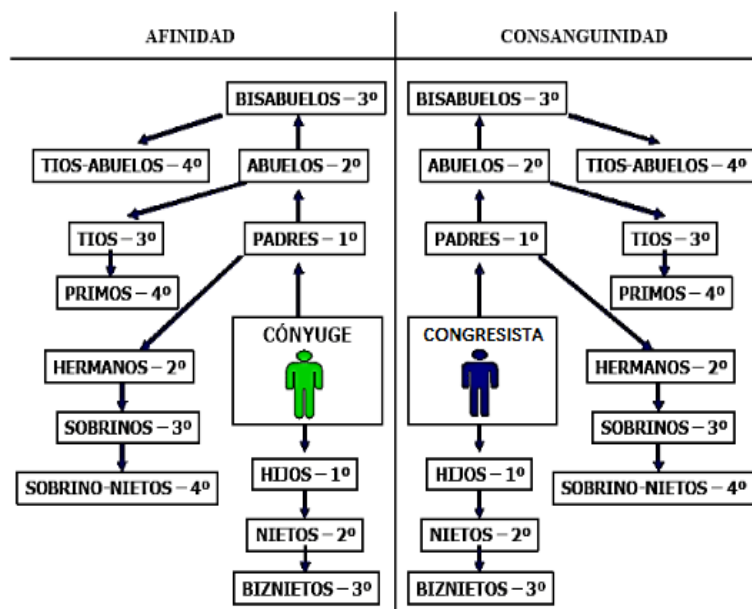 AFINIDAD
CONSANGUINIDAD
BISABUELOS – 3º
TIOS-ABUELOS – 4º
ABUELOS – 2º
TIOS – 3º
PADRES – 1º
PRIMOS – 4º
CÓNYUGE
HERMANOS – 2º
SOBRINOS – 3º
SOBRINO-NIETOS – 4º
HIJOS – 1º
NIETOS – 2º
BIZNIETOS – 3º
BISABUELOS – 3º
ABUELOS – 2º
TIOS-ABUELOS – 4º
PADRES – 1º
TIOS – 3º
PRIMOS – 4º
CONGRESISTA
HERMANOS – 2º
SOBRINOS – 3º
SOBRINO-NIETOS – 4º
HIJOS – 1º
NIETOS – 2º
BIZNIETOS – 3º